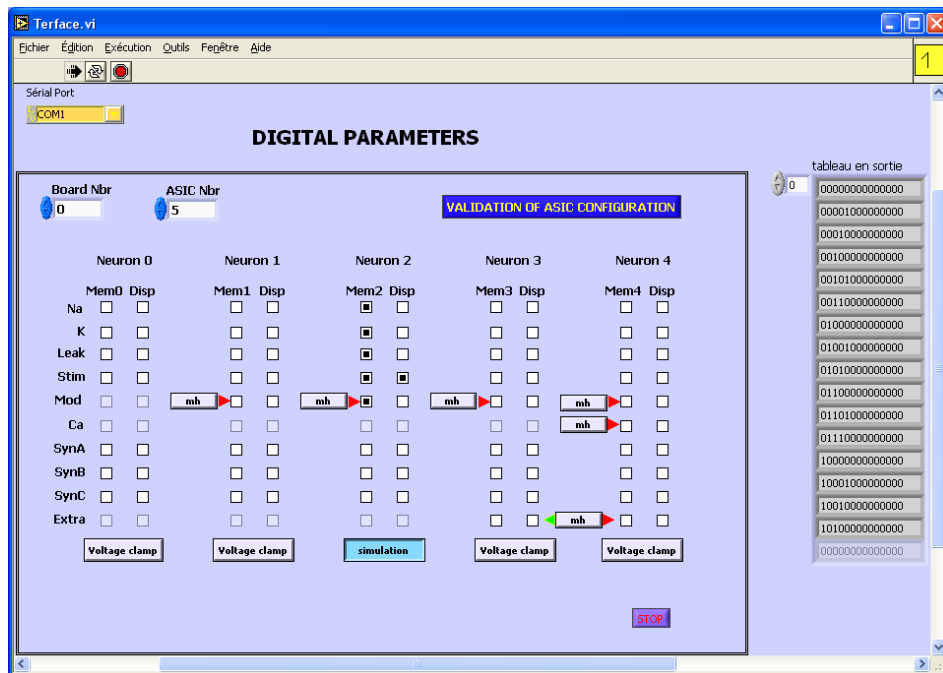 Terface.vi
Fichier Édition Exécution Outils Fenêtre Aide
1
Sérial Port
COM1
DIGITAL PARAMETERS
tableau en sortie
Board Nbr ASIC Nbr
0 5
VALIDATION OF ASIC CONFIGURATION
0
Neuron 0 Neuron 1 Neuron 2 Neuron 3 Neuron 4
Mem0 Disp Mem1 Disp Mem2 Disp Mem3 Disp Mem4 Disp
Na
K
Leak
Stim
Mod mh mh mh mh
Ca mh
SynA
SynB
SynC
Extra mh
Voltage clamp Voltage clamp simulation Voltage clamp Voltage clamp
STOP
00000000000000
00001000000000
00010000000000
00100000000000
00101000000000
00110000000000
01000000000000
01001000000000
01010000000000
01100000000000
01101000000000
01110000000000
10000000000000
10001000000000
10010000000000
10100000000000
00000000000000